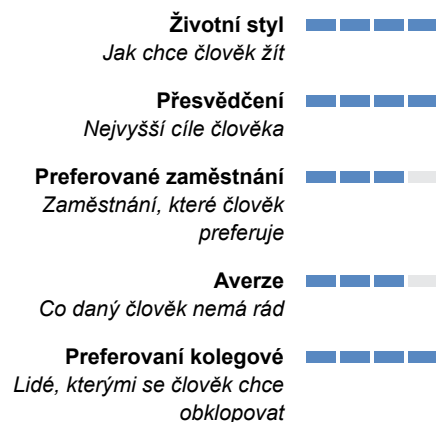 Životní styl
Jak chce člověk žít
Přesvědčení
Nejvyšší cíle člověka
Preferované zaměstnání
Zaměstnání, které člověk
preferuje
Averze
Co daný člověk nemá rád
Preferovaní kolegové
Lidé, kterými se člověk chce
obklopovat